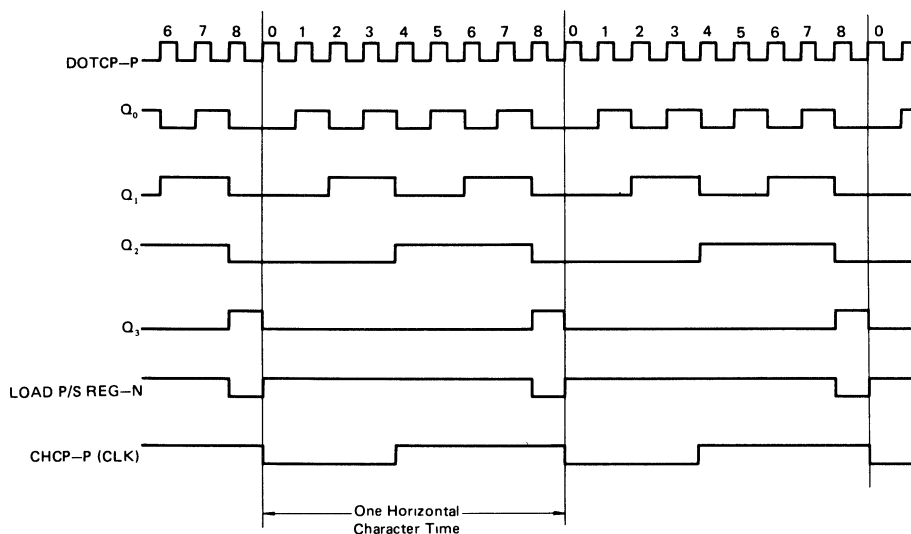 6 7 8 0 1 2 3 4 5 6 7 8 0 1 2 3 4 5 6 7 8 0
DOTCP–P
Q₀
Q₁
Q₂
Q₃
LOAD P/S REG–N
CHCP–P (CLK)
One Horizontal
Character Time